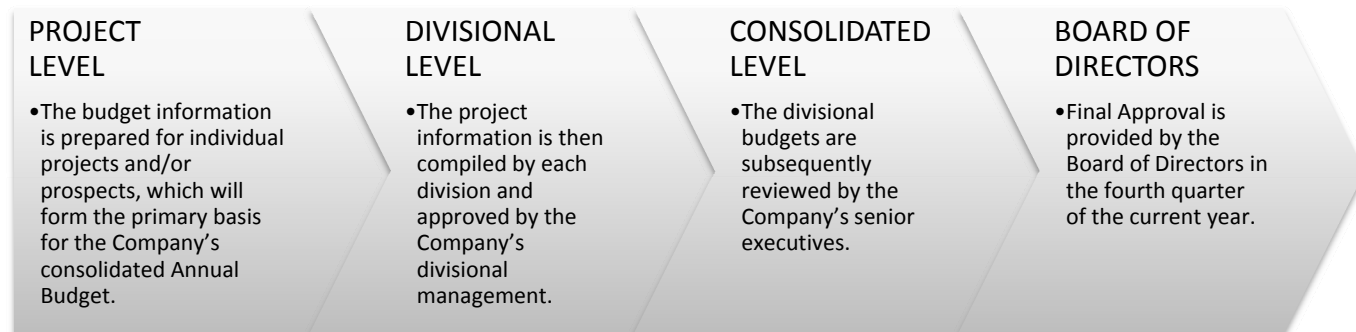 PROJECT
LEVEL
•The budget information
is prepared for individual
projects and/or
prospects, which will
form the primary basis
for the Company’s
consolidated Annual
Budget.
DIVISIONAL
LEVEL
•The project
information is then
compiled by each
division and
approved by the
Company’s
divisional
management.
CONSOLIDATED
LEVEL
•The divisional
budgets are
subsequently
reviewed by the
Company’s senior
executives.
BOARD OF
DIRECTORS
•Final Approval is
provided by the
Board of Directors in
the fourth quarter
of the current year.